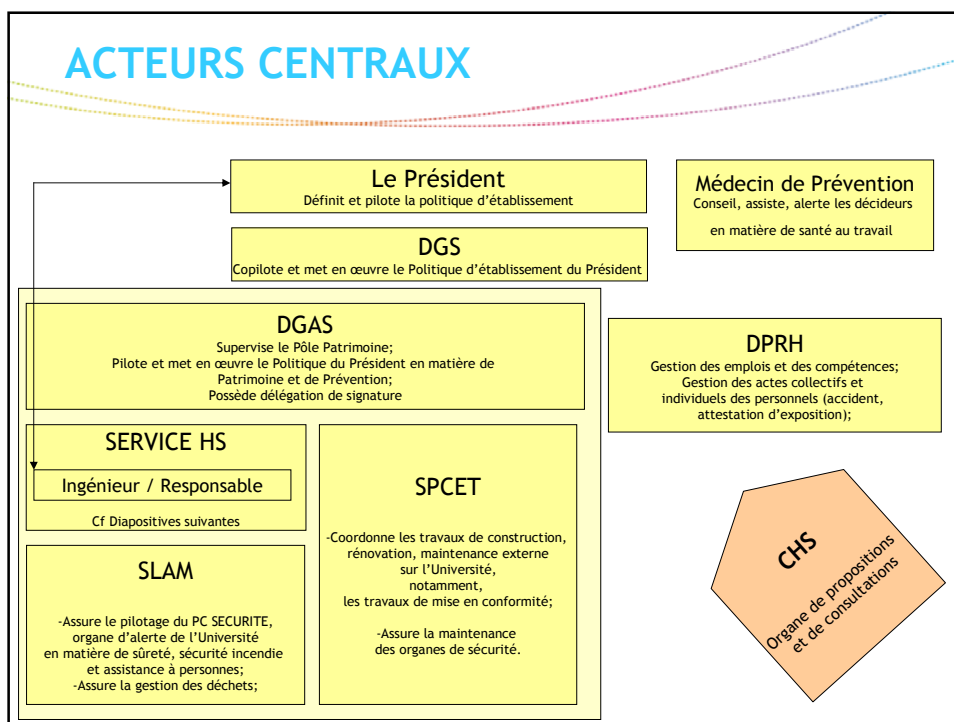 ACTEURS CENTRAUX
Le Président
Définit et pilote la politique d'établissement
Médecin de Prévention
Conseil, assiste, alerte les décideurs
en matière de santé au travail
DGS
Copilote et met en œuvre le Politique d'établissement du Président
DGAS
Supervise le Pôle Patrimoine;
Pilote et met en œuvre le Politique du Président en matière de
Patrimoine et de Prévention;
Possède délégation de signature
DPRH
Gestion des emplois et des compétences;
Gestion des actes collectifs et
individuels des personnels (accident,
attestation d'exposition);
SERVICE HS
Ingénieur / Responsable
Cf Diapositives suivantes
SPCET
-Coordonne les travaux de construction,
rénovation, maintenance externe
sur l'Université,
notamment,
les travaux de mise en conformité;
-Assure la maintenance
des organes de sécurité.
SLAM
-Assure le pilotage du PC SECURITE,
organe d'alerte de l'Université
en matière de sûreté, sécurité incendie
et assistance à personnes;
-Assure la gestion des déchets;
CHS
Organe de propositions
et de consultations